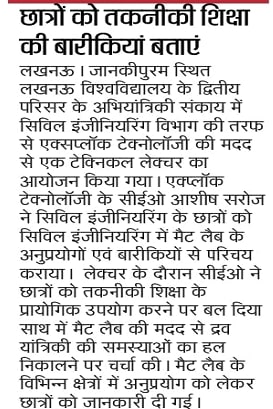 छात्रों को तकनीकी शिक्षा
की बारीकियां बताएं
लखनऊ। जानकीपुरम स्थित
लखनऊ विश्वविद्यालय के द्वितीय
परिसर के अभियांत्रिकी संकाय में
सिविल इंजीनियरिंग विभाग की तरफ
से एक्सप्लॉक टेक्नोलॉजी की मदद
से एक टेक्निकल लेक्चर का
आयोजन किया गया। एक्प्लॉक
टेक्नोलॉजी के सीईओ आशीष सरोज
ने सिविल इंजीनियरिंग के छात्रों को
सिविल इंजीनियरिंग में मैट लैब के
अनुप्रयोगों एवं बारीकियों से परिचय
कराया। लेक्चर के दौरान सीईओ ने
छात्रों को तकनीकी शिक्षा के
प्रायोगिक उपयोग करने पर बल दिया
साथ में मैट लैब की मदद से द्रव
यांत्रिकी की समस्याओं का हल
निकालने पर चर्चा की। मैट लैब के
विभिन्न क्षेत्रों में अनुप्रयोग को लेकर
छात्रों को जानकारी दी गई।